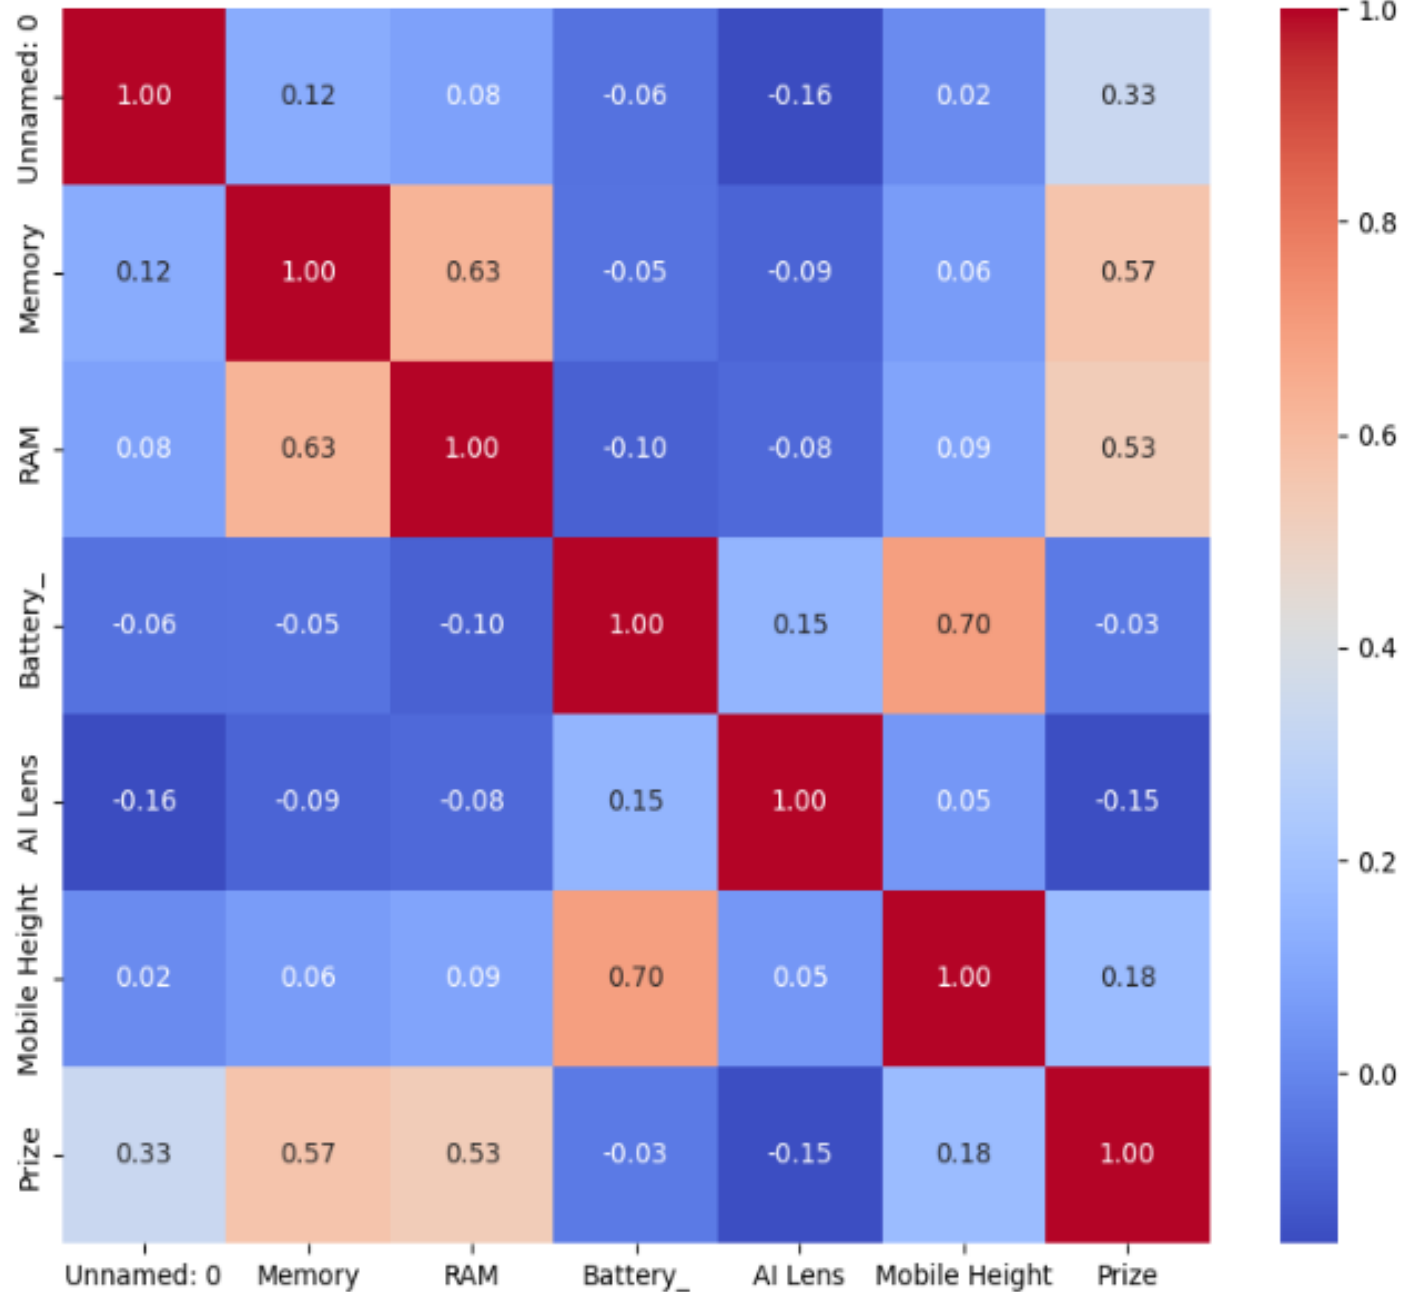 Unnamed: 0 1.00 0.12 0.08 -0.06 -0.16 0.02 0.33
Memory 0.12 1.00 0.63 -0.05 -0.09 0.06 0.57
RAM 0.08 0.63 1.00 -0.10 -0.08 0.09 0.53
Battery_ -0.06 -0.05 -0.10 1.00 0.15 0.70 -0.03
AI Lens -0.16 -0.09 -0.08 0.15 1.00 0.05 -0.15
Mobile Height 0.02 0.06 0.09 0.70 0.05 1.00 0.18
Prize 0.33 0.57 0.53 -0.03 -0.15 0.18 1.00
Unnamed: 0 Memory RAM Battery_ AI Lens Mobile Height Prize
1.0
0.8
0.6
0.4
0.2
0.0